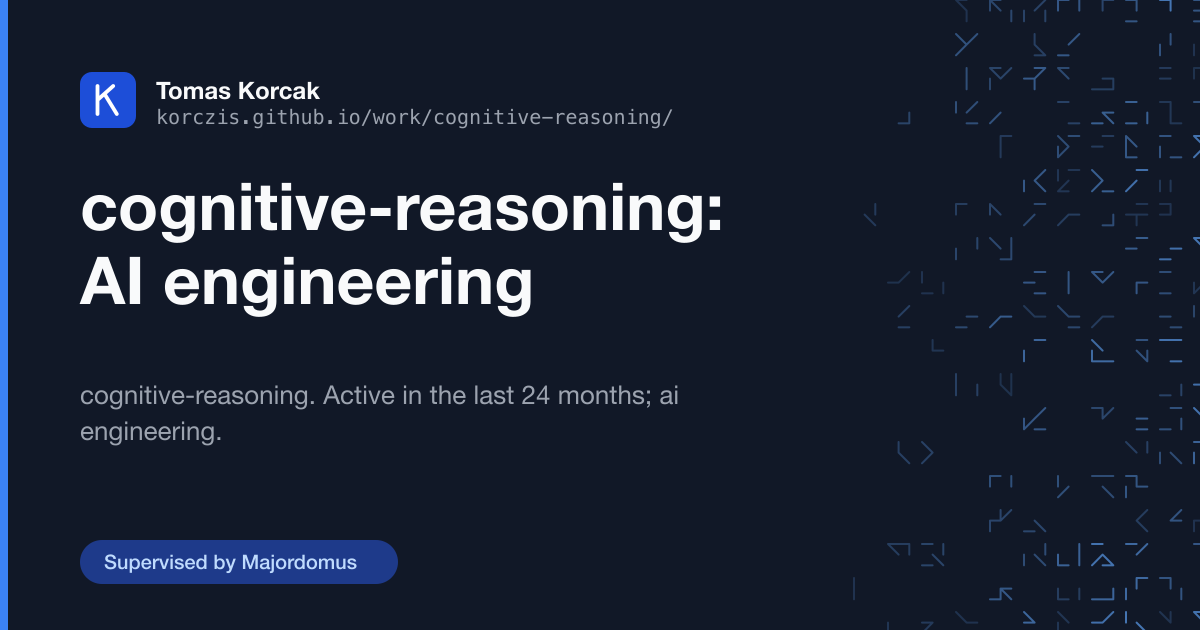 K
Tomas Korcak
korczis.github.io/work/cognitive-reasoning/
cognitive-reasoning:
AI engineering
cognitive-reasoning. Active in the last 24 months; ai
engineering.
Supervised by Majordomus